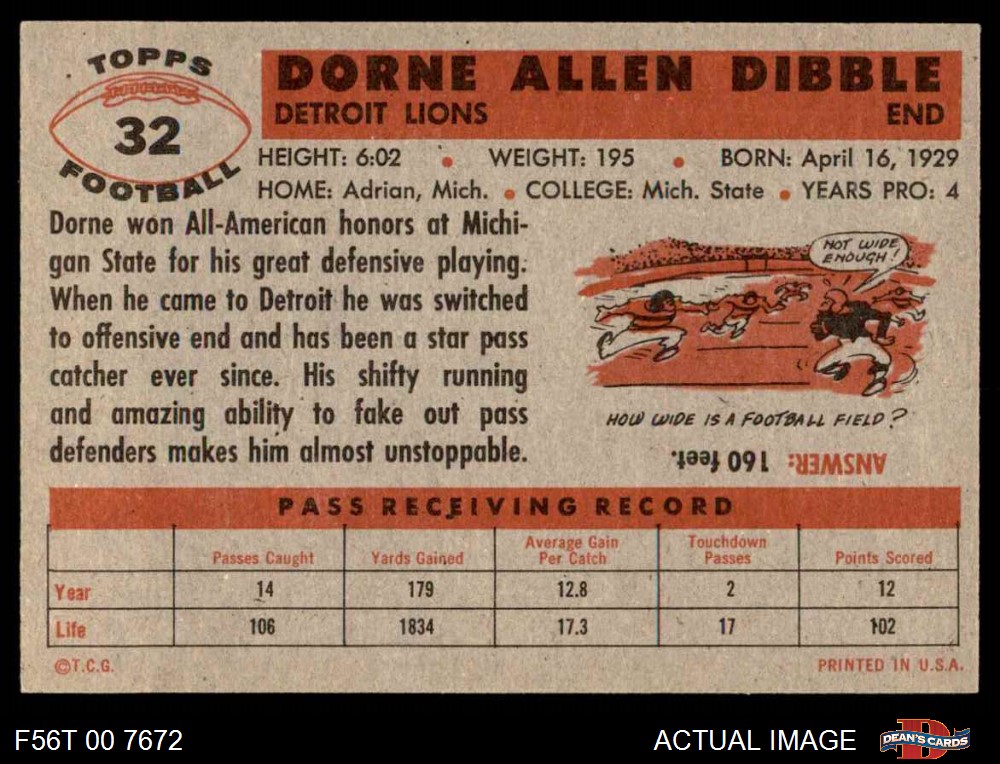 TOPPS
32
FOOTBALL
DORNE ALLEN DIBBLE
DETROIT LIONS END
HEIGHT: 6:02 • WEIGHT: 195 • BORN: April 16, 1929
HOME: Adrian, Mich. • COLLEGE: Mich. State • YEARS PRO: 4
Dorne won All-American honors at Michi-
gan State for his great defensive playing.
When he came to Detroit he was switched
to offensive end and has been a star pass
catcher ever since. His shifty running
and amazing ability to fake out pass
defenders makes him almost unstoppable.
NOT WIDE
ENOUGH!
HOW WIDE IS A FOOTBALL FIELD?
ANSWER: 160 feet.
PASS RECEIVING RECORD
Passes Caught Yards Gained Average Gain Per Catch Touchdown Passes Points Scored
Year 14 179 12.8 2 12
Life 106 1834 17.3 17 102
©T.C.G. PRINTED IN U.S.A.
F56T 00 7672 ACTUAL IMAGE DEAN'S CARDS